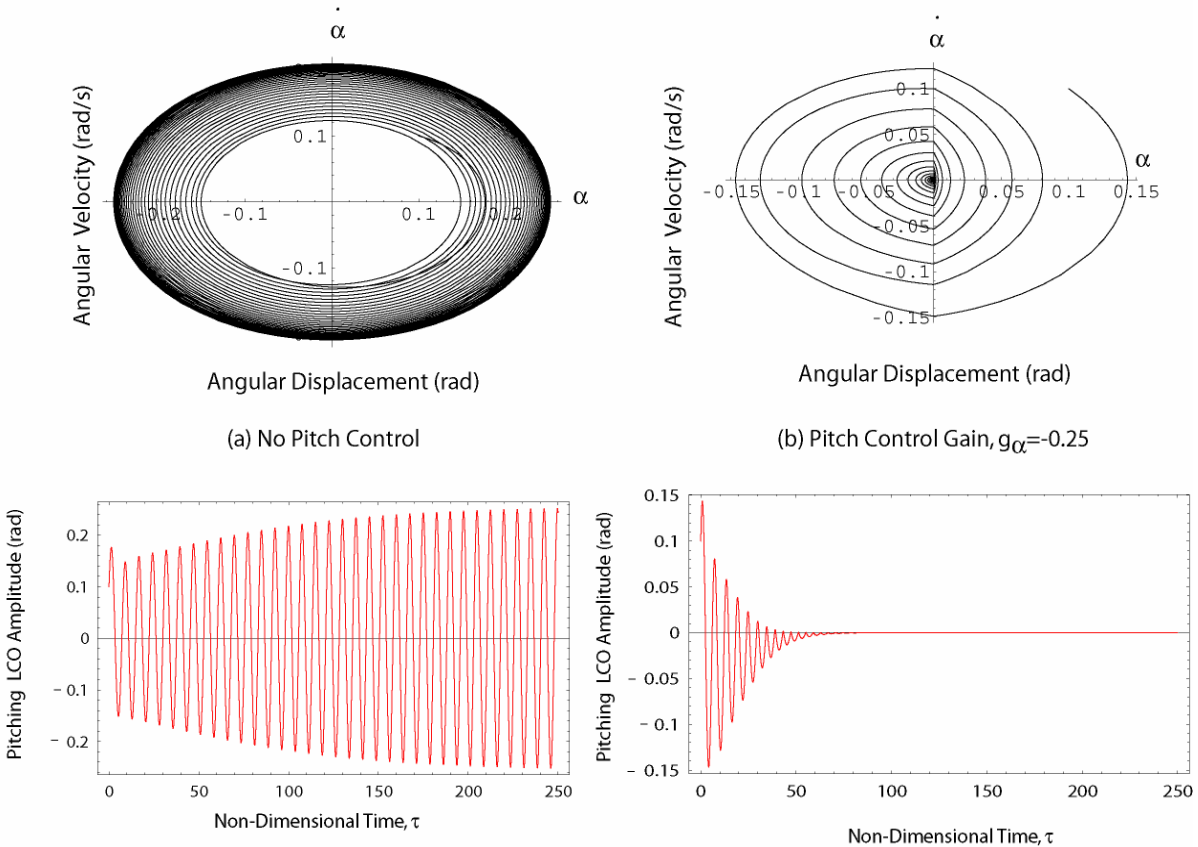 α̇
Angular Velocity (rad/s)
0.1
-0.2 -0.1 0.1 0.2 α
-0.1
Angular Displacement (rad)
(a) No Pitch Control
α̇
Angular Velocity (rad/s)
0.1
0.05
α
-0.15 -0.1 -0.05 0.05 0.1 0.15
-0.05
-0.1
-0.15
Angular Displacement (rad)
(b) Pitch Control Gain, gα=-0.25
Pitching LCO Amplitude (rad)
0.2
0.1
0
- 0.1
- 0.2
0 50 100 150 200 250
Non-Dimensional Time, τ
Pitching LCO Amplitude (rad)
0.15
0.1
0.05
0
- 0.05
- 0.1
- 0.15
0 50 100 150 200 250
Non-Dimensional Time, τ